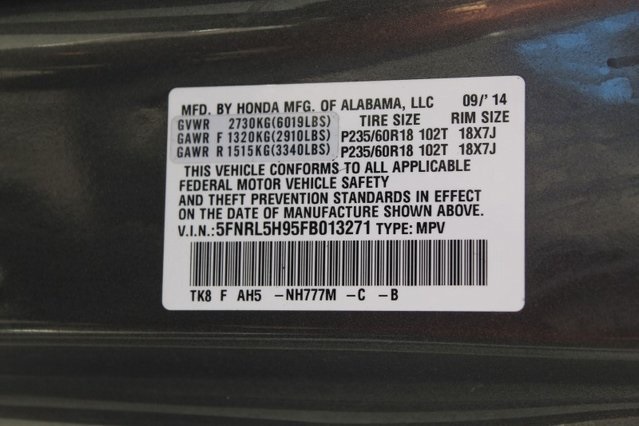 MFD. BY HONDA MFG. OF ALABAMA, LLC 09/'14
GVWR 2730KG(6019LBS) TIRE SIZE RIM SIZE
GAWR F 1320KG(2910LBS) P235/60R18 102T 18X7J
GAWR R 1515KG(3340LBS) P235/60R18 102T 18X7J
THIS VEHICLE CONFORMS TO ALL APPLICABLE
FEDERAL MOTOR VEHICLE SAFETY
AND THEFT PREVENTION STANDARDS IN EFFECT
ON THE DATE OF MANUFACTURE SHOWN ABOVE.
V.I.N.:5FNRL5H95FB013271 TYPE: MPV
TK8 F AH5 -NH777M -C -B